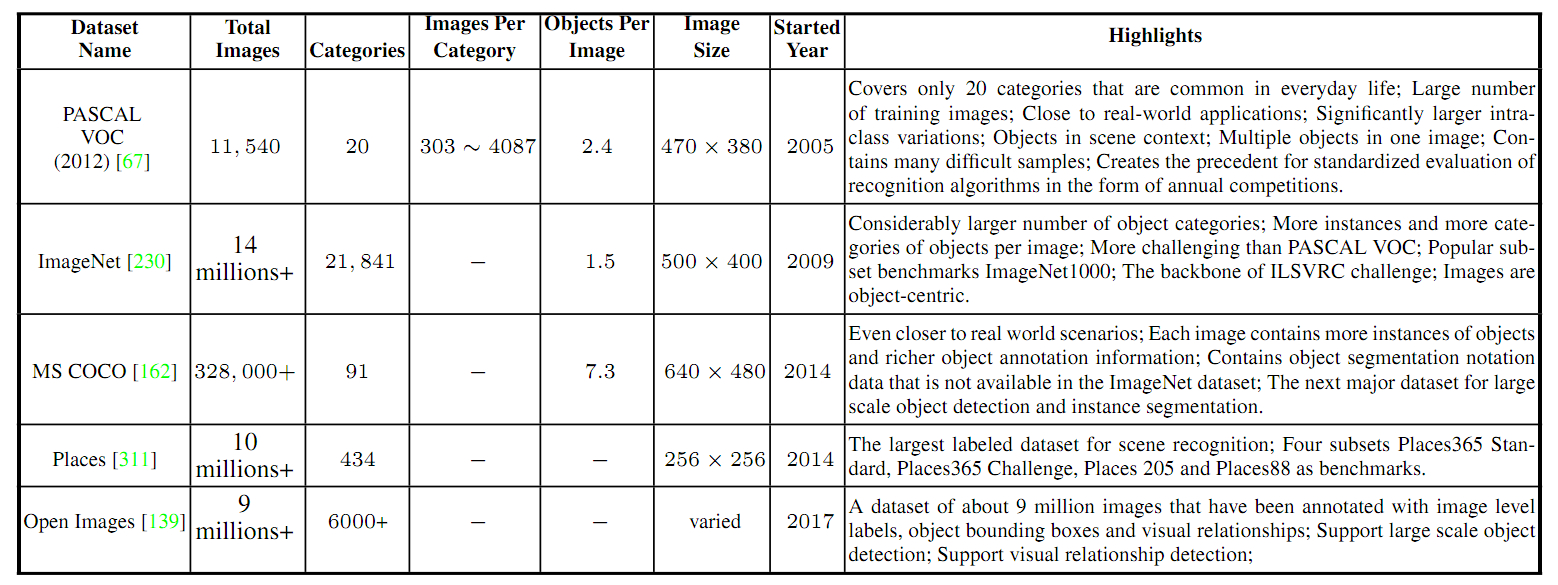 Dataset Name
Total Images
Categories
Images Per Category
Objects Per Image
Image Size
Started Year
Highlights
PASCAL
VOC
(2012) [67]
11,540
20
303 ∼ 4087
2.4
470 × 380
2005
Covers only 20 categories that are common in everyday life; Large number
of training images; Close to real-world applications; Significantly larger intra-
class variations; Objects in scene context; Multiple objects in one image; Con-
tains many difficult samples; Creates the precedent for standardized evaluation of
recognition algorithms in the form of annual competitions.
ImageNet [230]
14
millions+
21,841
−
1.5
500 × 400
2009
Considerably larger number of object categories; More instances and more cate-
gories of objects per image; More challenging than PASCAL VOC; Popular sub-
set benchmarks ImageNet1000; The backbone of ILSVRC challenge; Images are
object-centric.
MS COCO [162]
328,000+
91
−
7.3
640 × 480
2014
Even closer to real world scenarios; Each image contains more instances of objects
and richer object annotation information; Contains object segmentation notation
data that is not available in the ImageNet dataset; The next major dataset for large
scale object detection and instance segmentation.
Places [311]
10
millions+
434
−
−
256 × 256
2014
The largest labeled dataset for scene recognition; Four subsets Places365 Stan-
dard, Places365 Challenge, Places 205 and Places88 as benchmarks.
Open Images [139]
9
millions+
6000+
−
−
varied
2017
A dataset of about 9 million images that have been annotated with image level
labels, object bounding boxes and visual relationships; Support large scale object
detection; Support visual relationship detection;